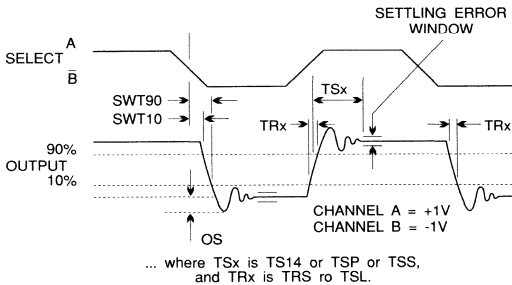 SETTLING ERROR
WINDOW
A
SELECT
B̅
TSx
SWT90
SWT10
TRx
TRx
90%
OUTPUT
10%
CHANNEL A = +1V
CHANNEL B = -1V
OS
... where TSx is TS14 or TSP or TSS,
and TRx is TRS ro TSL.